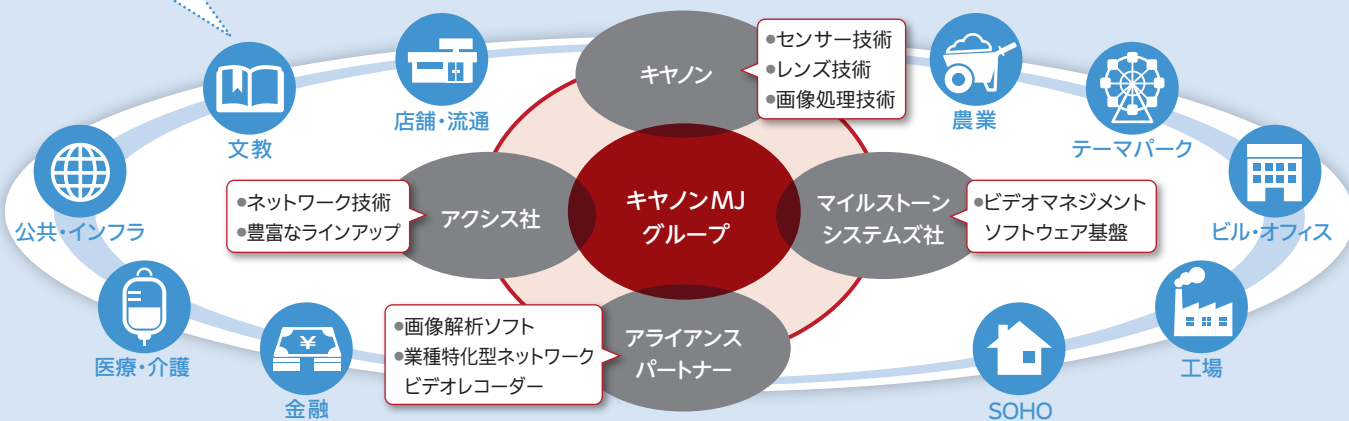 キヤノン
●センサー技術
●レンズ技術
●画像処理技術
農業
店舗・流通
テーマパーク
文教
●ネットワーク技術
●豊富なラインアップ
アクシス社
キヤノンMJ
グループ
マイルストーン
システムズ社
●ビデオマネジメント
ソフトウェア基盤
公共・インフラ
ビル・オフィス
●画像解析ソフト
●業種特化型ネットワーク
ビデオレコーダー
アライアンス
パートナー
医療・介護
¥
金融
SOHO
工場